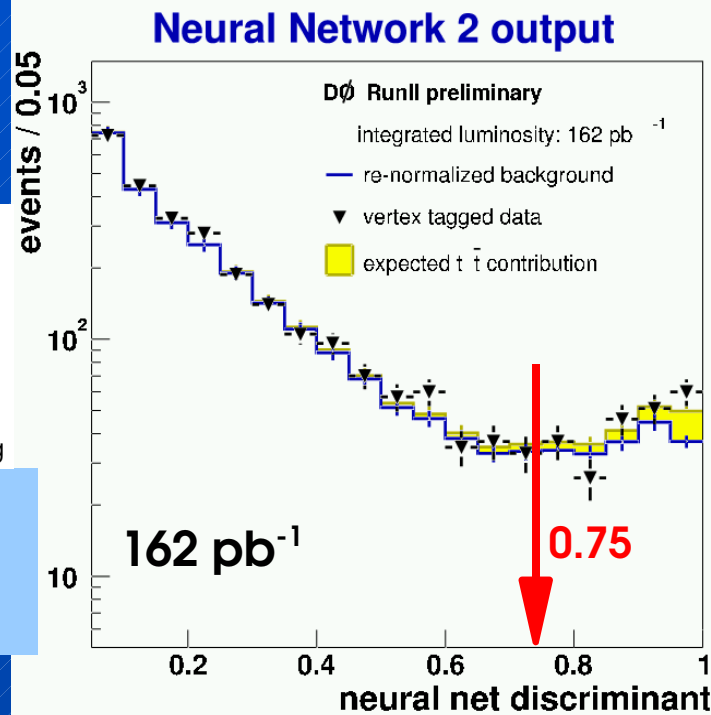 Neural Network 2 output
events / 0.05
10³
10²
10
DØ RunII preliminary
integrated luminosity: 162 pb⁻¹
re-normalized background
vertex tagged data
expected t t̄ contribution
162 pb⁻¹
0.75
0.2 0.4 0.6 0.8 1
neural net discriminant
g